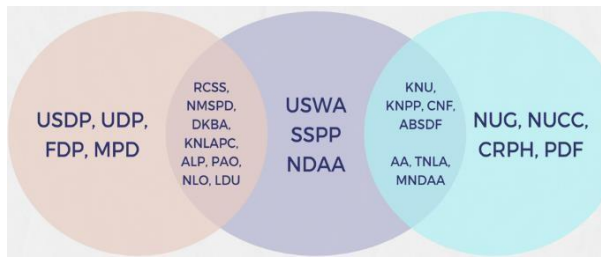 USDP, UDP,
FDP, MPD
RCSS,
NMSPD,
DKBA,
KNLAPC,
ALP, PAO,
NLO, LDU
USWA
SSPP
NDAA
KNU,
KNPP, CNF,
ABSDF
AA, TNLA,
MNDAA
NUG, NUCC,
CRPH, PDF